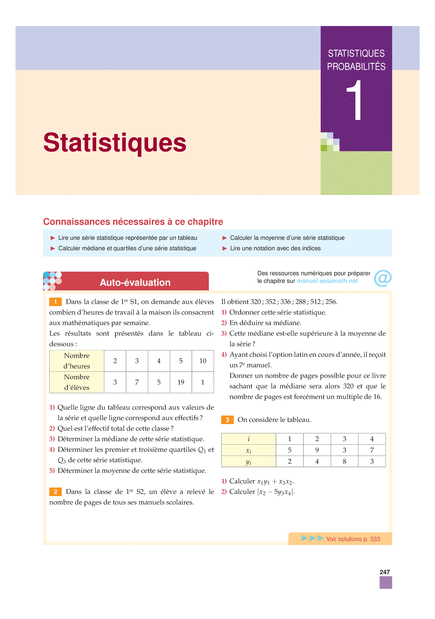 STATISTIQUES
PROBABILITÉS
1
Statistiques
Connaissances nécessaires à ce chapitre
▶ Lire une série statistique représentée par un tableau
▶ Calculer médiane et quartiles d'une série statistique
▶ Calculer la moyenne d'une série statistique
▶ Lire une notation avec des indices
Auto-évaluation
Des ressources numériques pour préparer
le chapitre sur manuel.sesamath.net
@
1 Dans la classe de 1re S1, on demande aux élèves
combien d'heures de travail à la maison ils consacrent
aux mathématiques par semaine.
Les résultats sont présentés dans le tableau ci-
dessous :
Nombre
d'heures
2 3 4 5 10
Nombre
d'élèves
3 7 5 19 1
1) Quelle ligne du tableau correspond aux valeurs de
la série et quelle ligne correspond aux effectifs ?
2) Quel est l'effectif total de cette classe ?
3) Déterminer la médiane de cette série statistique.
4) Déterminer les premier et troisième quartiles Q1 et
Q3 de cette série statistique.
5) Déterminer la moyenne de cette série statistique.
2 Dans la classe de 1re S2, un élève a relevé le
nombre de pages de tous ses manuels scolaires.
Il obtient 320 ; 352 ; 336 ; 288 ; 512 ; 256.
1) Ordonner cette série statistique.
2) En déduire sa médiane.
3) Cette médiane est-elle supérieure à la moyenne de
la série ?
4) Ayant choisi l'option latin en cours d'année, il reçoit
un 7e manuel.
Donner un nombre de pages possible pour ce livre
sachant que la médiane sera alors 320 et que le
nombre de pages est forcément un multiple de 16.
3 On considère le tableau.
i 1 2 3 4
xi 5 9 3 7
yi 2 4 8 3
1) Calculer x1y1 + x3x2.
2) Calculer |x2 − 5y3x4|.
➤➤➤ Voir solutions p. 333
247